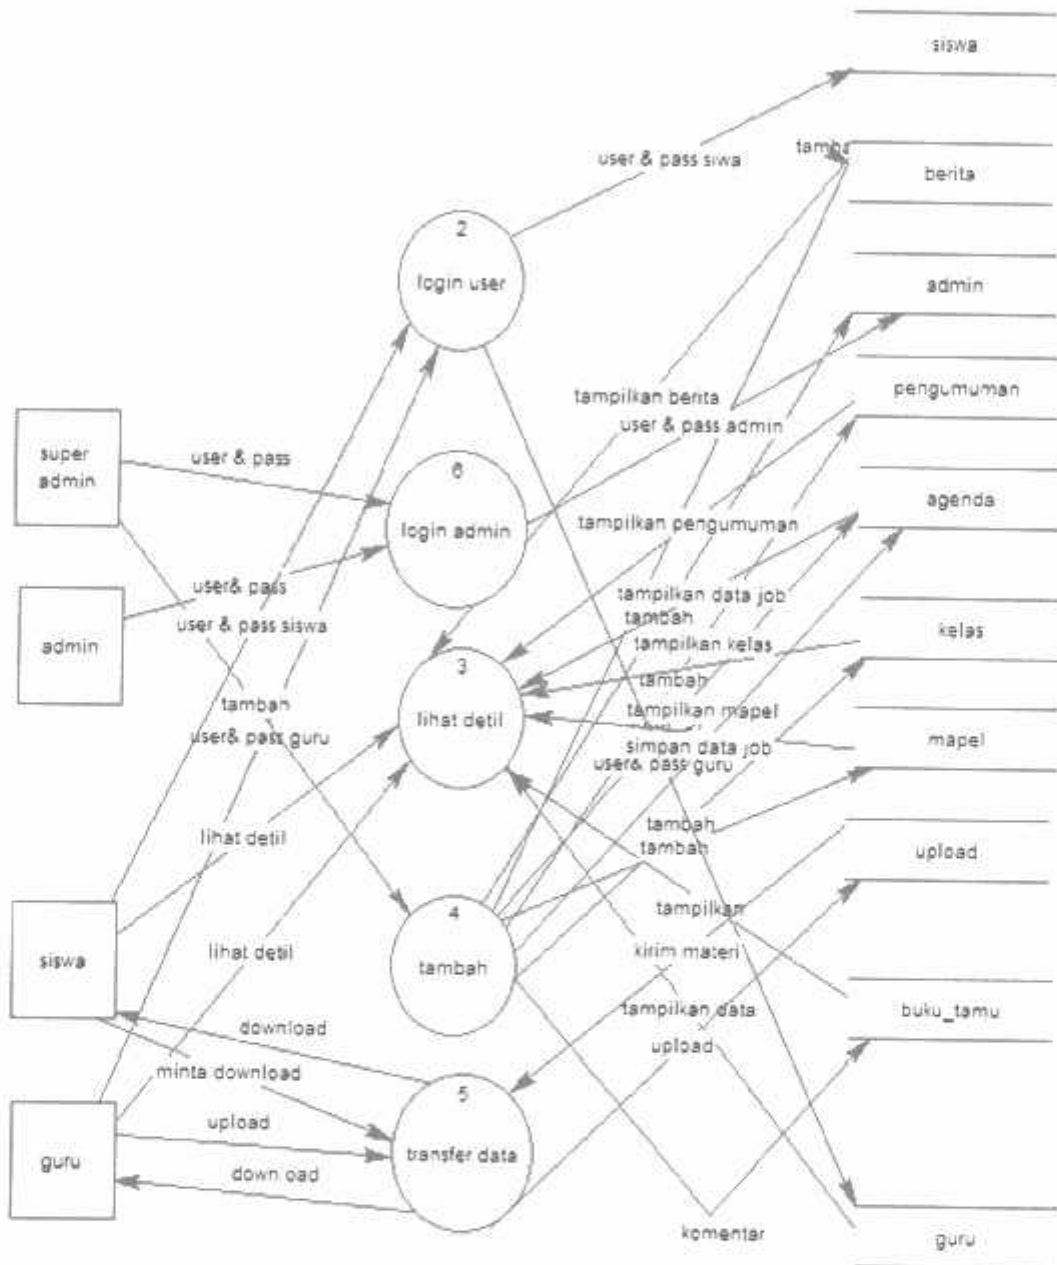 siswa
user & pass siwa
berita
2
login user
admin
tampilkan berita
pengumuman
user & pass admin
super
admin
user & pass
6
login admin
agenda
tampilkan pengumuman
user& pass
tampilkan data job
tambah
user & pass siswa
kelas
admin
tampilkan kelas
3
tambah
tambah
lihat detil
tampilkan mapel
user& pass guru
simpan data job
mapel
user& pass guru
tambah
lihat detil
tambah
upload
4
tampilkan
siswa
lihat detil
tambah
kirim materi
tampilkan data
buku_tamu
download
upload
minta download
5
upload
guru
transfer data
down oad
komentar
guru